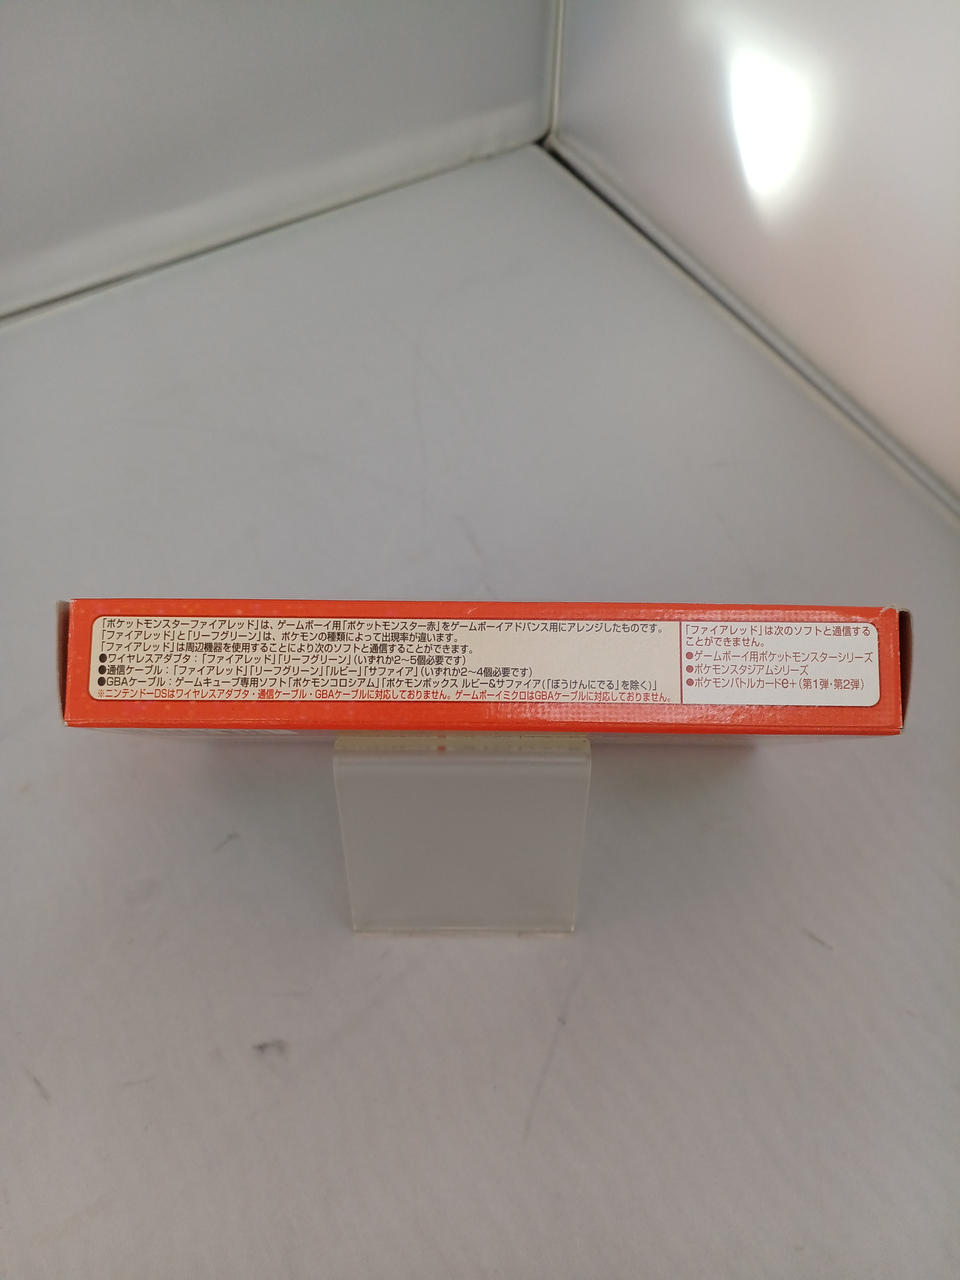 「ポケットモンスターファイアレッド」は、ゲームボーイ用「ポケットモンスター赤」をゲームボーイアドバンス用にアレンジしたものです。
「ファイアレッド」と「リーフグリーン」は、ポケモンの種類によって出現率が違います。
「ファイアレッド」は周辺機器を使用することにより次のソフトと通信することができます。
●ワイヤレスアダプタ：「ファイアレッド」「リーフグリーン」(いずれか2〜5個必要です)
●通信ケーブル：「ファイアレッド」「リーフグリーン」「ルビー」「サファイア」(いずれか2〜4個必要です)
●GBAケーブル：ゲームキューブ専用ソフト「ポケモンコロシアム」「ポケモンボックス ルビー&サファイア(「ぼうけんにでる」を除く)」
※ニンテンドーDSはワイヤレスアダプタ・通信ケーブル・GBAケーブルに対応しておりません。ゲームボーイミクロはGBAケーブルに対応しておりません。
「ファイアレッド」は次のソフトと通信する
ことができません。
●ゲームボーイ用ポケットモンスターシリーズ
●ポケモンスタジアムシリーズ
●ポケモンバトルカードe+(第1弾・第2弾)